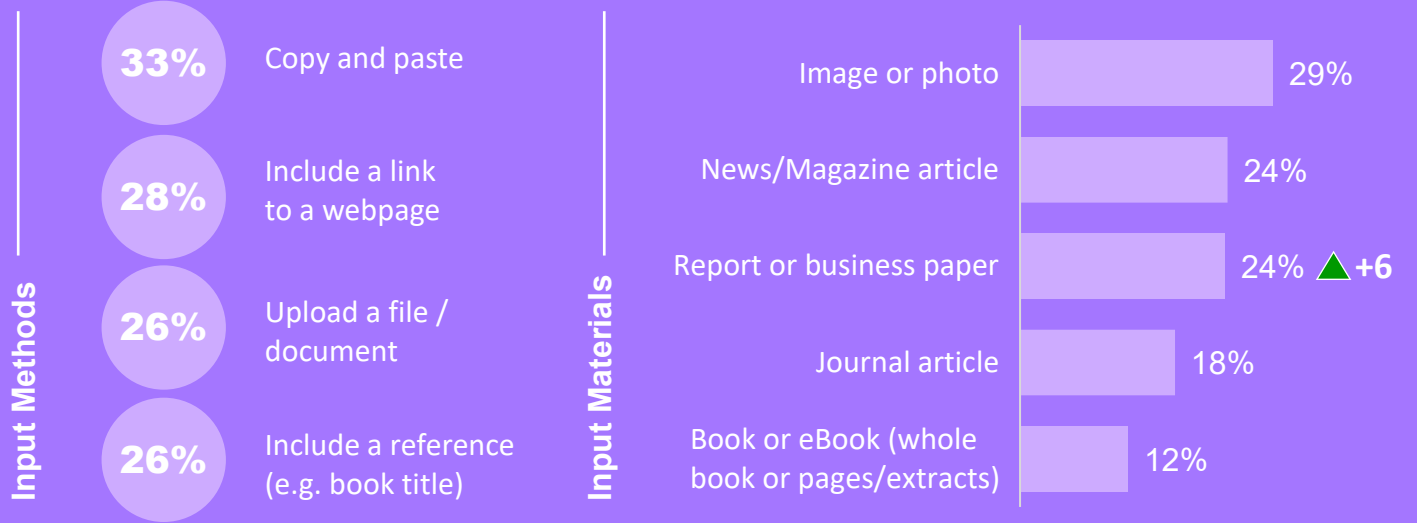 Input Methods
33%
Copy and paste
28%
Include a link
to a webpage
26%
Upload a file /
document
26%
Include a reference
(e.g. book title)
Input Materials
Image or photo
29%
News/Magazine article
24%
Report or business paper
24% +6
Journal article
18%
Book or eBook (whole
book or pages/extracts)
12%